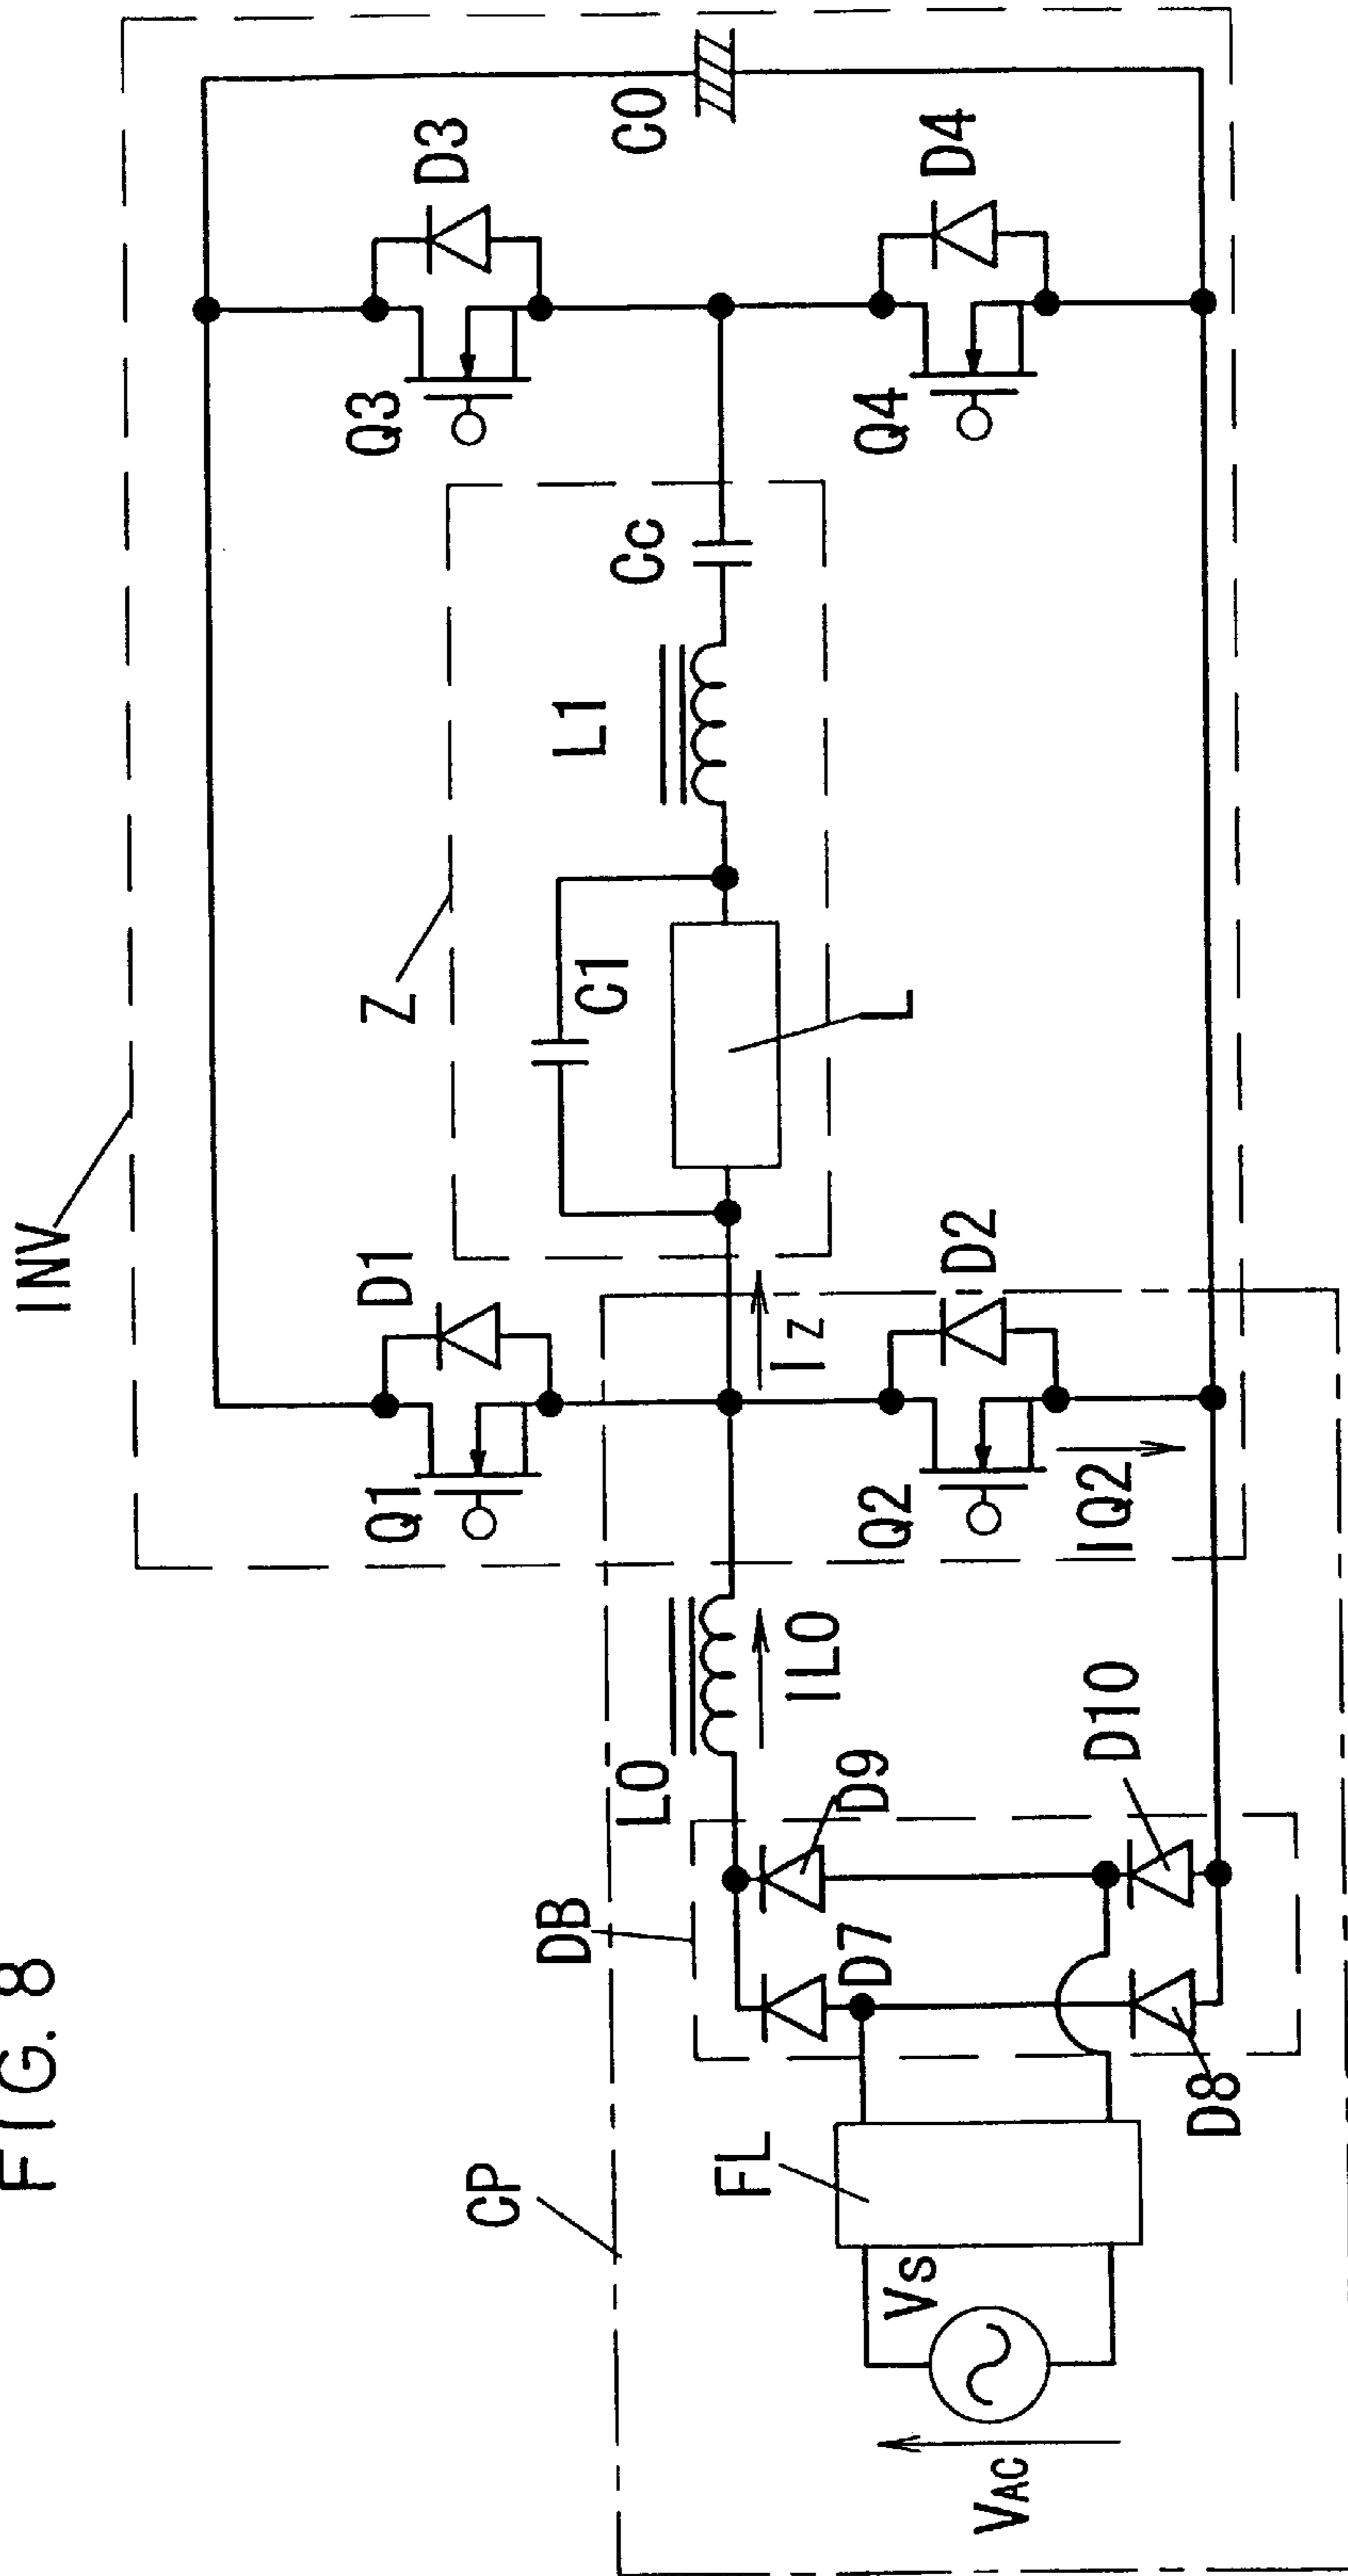 FIG. 8
INV
CP
Z
DB
FL
Vs
VAC
L0
IL0
D7
D8
D9
D10
Q1
D1
Q2
D2
IQ2
Iz
C1
L
L1
Cc
Q3
D3
Q4
D4
C0